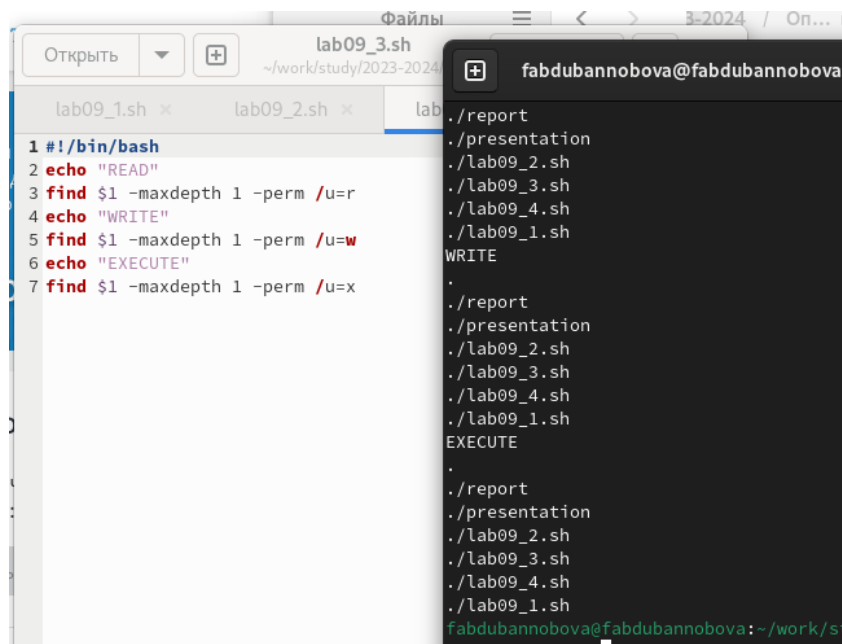 Файлы
3-2024 / Оп...
Открыть
lab09_3.sh
~/work/study/2023-2024/
lab09_1.sh ×
lab09_2.sh ×
lab
1 #!/bin/bash
2 echo "READ"
3 find $1 -maxdepth 1 -perm /u=r
4 echo "WRITE"
5 find $1 -maxdepth 1 -perm /u=w
6 echo "EXECUTE"
7 find $1 -maxdepth 1 -perm /u=x
fabdubannobova@fabdubannobova
./report
./presentation
./lab09_2.sh
./lab09_3.sh
./lab09_4.sh
./lab09_1.sh
WRITE
.
./report
./presentation
./lab09_2.sh
./lab09_3.sh
./lab09_4.sh
./lab09_1.sh
EXECUTE
.
./report
./presentation
./lab09_2.sh
./lab09_3.sh
./lab09_4.sh
./lab09_1.sh
fabdubannobova@fabdubannobova:~/work/s